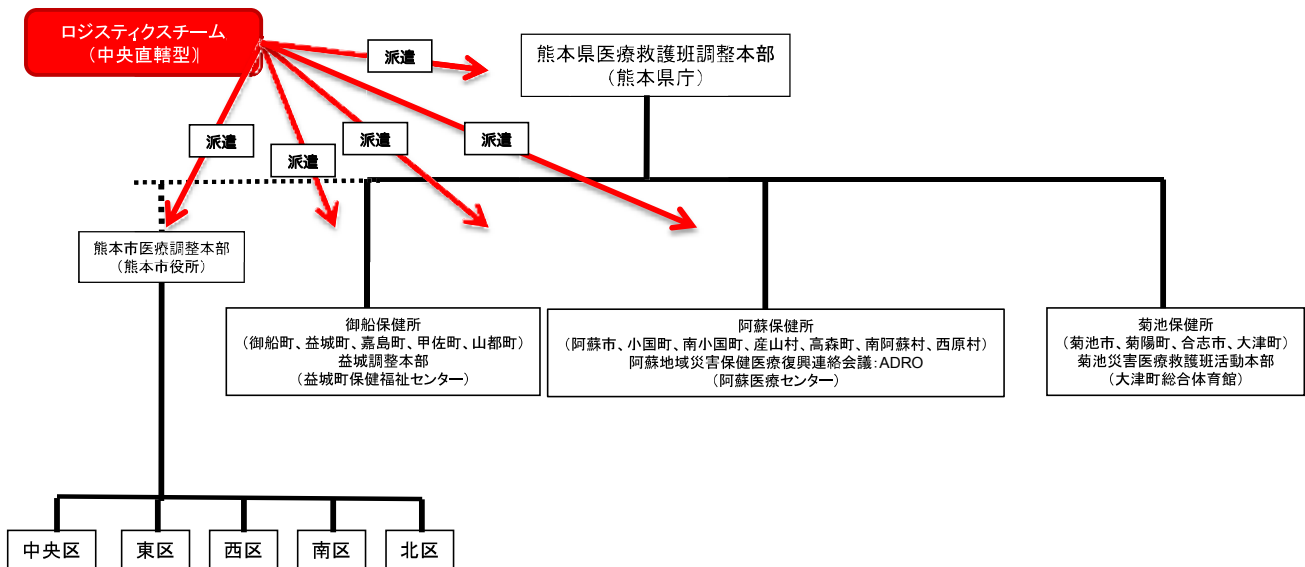 ロジスティクスチーム
（中央直轄型）
派遣
熊本県医療救護班調整本部
（熊本県庁）
派遣
派遣
派遣
派遣
熊本市医療調整本部
（熊本市役所）
御船保健所
（御船町、益城町、嘉島町、甲佐町、山都町）
益城調整本部
（益城町保健福祉センター）
阿蘇保健所
（阿蘇市、小国町、南小国町、産山村、高森町、南阿蘇村、西原村）
阿蘇地域災害保健医療復興連絡会議：ADRO
（阿蘇医療センター）
菊池保健所
（菊池市、菊陽町、合志市、大津町）
菊池災害医療救護班活動本部
（大津町総合体育館）
中央区
東区
西区
南区
北区